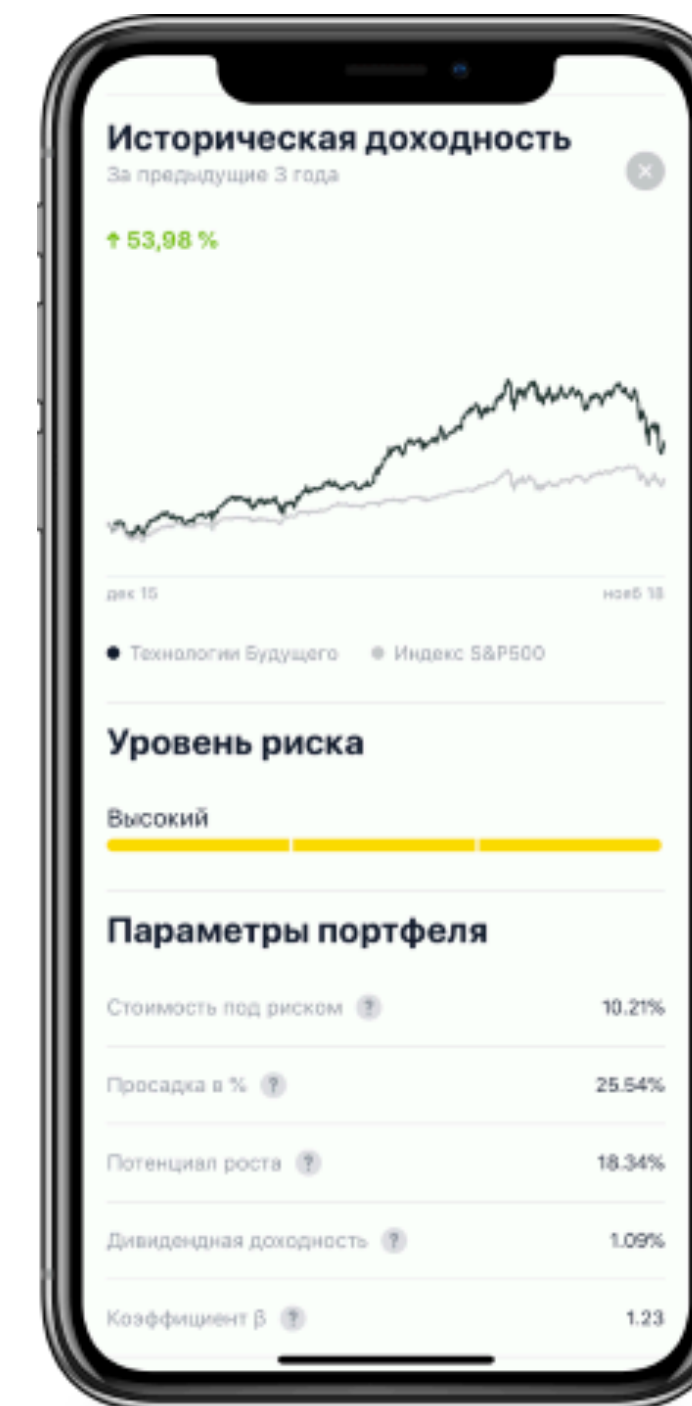 Историческая доходность
За предыдущие 3 года
↑ 53,98 %
дек 15 нояб 18
Технологии Будущего Индекс S&P500
Уровень риска
Высокий
Параметры портфеля
Стоимость под риском ? 10.21%
Просадка в % ? 25.54%
Потенциал роста ? 18.34%
Дивидендная доходность ? 1.09%
Коэффициент β ? 1.23